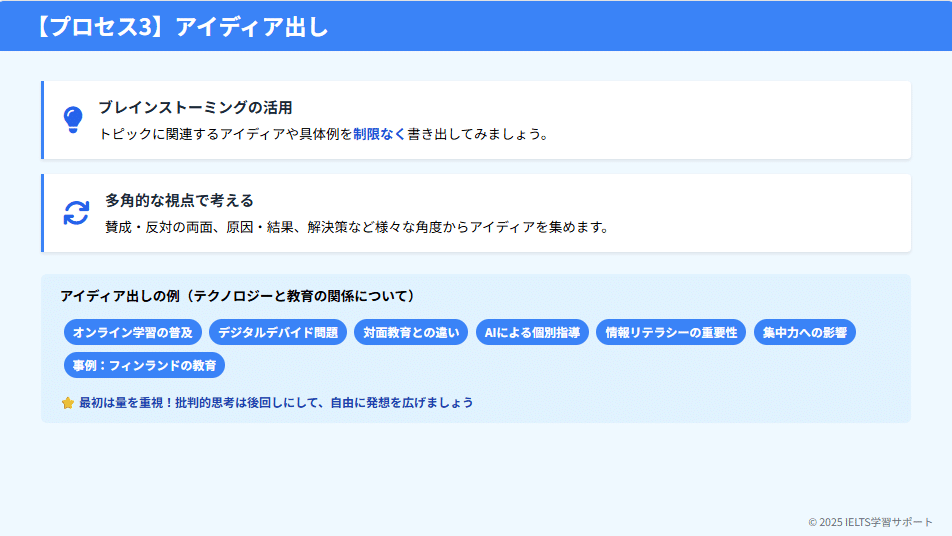 【プロセス3】アイディア出し
ブレインストーミングの活用
トピックに関連するアイディアや具体例を制限なく書き出してみましょう。
多角的な視点で考える
賛成・反対の両面、原因・結果、解決策など様々な角度からアイディアを集めます。
アイディア出しの例（テクノロジーと教育の関係について）
オンライン学習の普及 デジタルデバイド問題 対面教育との違い AIによる個別指導 情報リテラシーの重要性 集中力への影響
事例：フィンランドの教育
最初は量を重視！批判的思考は後回しにして、自由に発想を広げましょう
© 2025 IELTS学習サポート